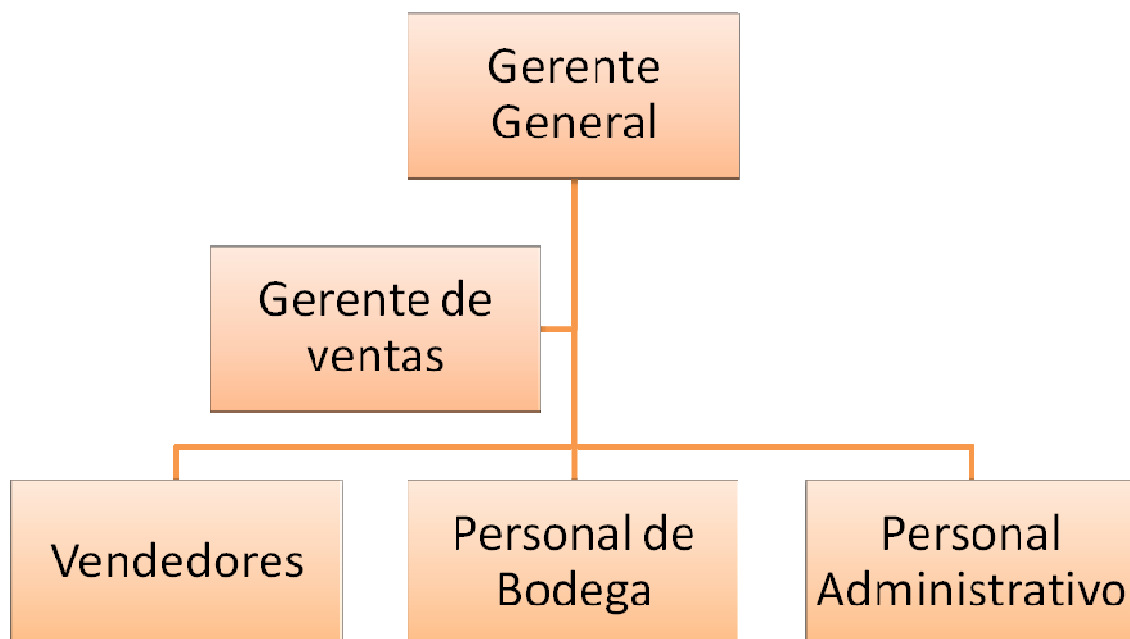 Gerente
General
Gerente de
ventas
Vendedores
Personal de
Bodega
Personal
Administrativo